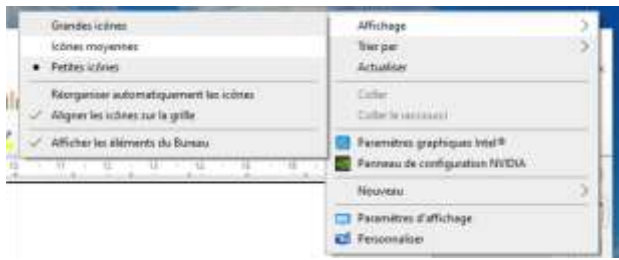 Grandes icônes
Icônes moyennes
Petites icônes
Réorganiser automatiquement les icônes
Aligner les icônes sur la grille
Afficher les éléments du Bureau
Affichage
Trier par
Actualiser
Coller
Coller le raccourci
Paramètres graphiques Intel®
Panneau de configuration NVIDIA
Nouveau
Paramètres d'affichage
Personnaliser